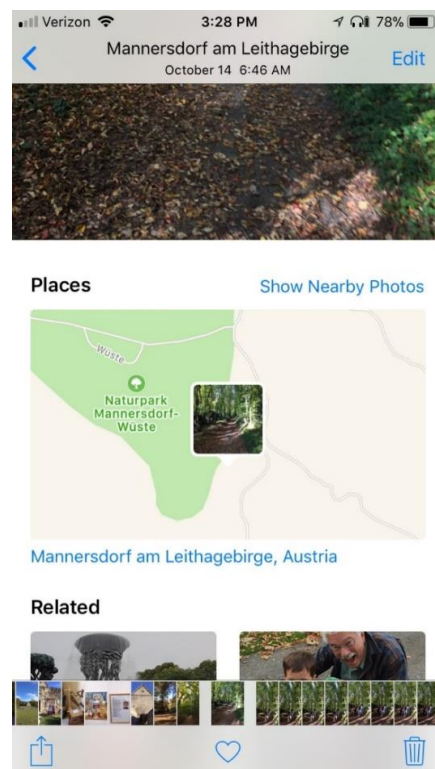 Verizon 3:28 PM 78%
Mannersdorf am Leithagebirge
October 14 6:46 AM
Edit
Places
Show Nearby Photos
Wüste
Naturpark
Mannersdorf-
Wüste
Mannersdorf am Leithagebirge, Austria
Related